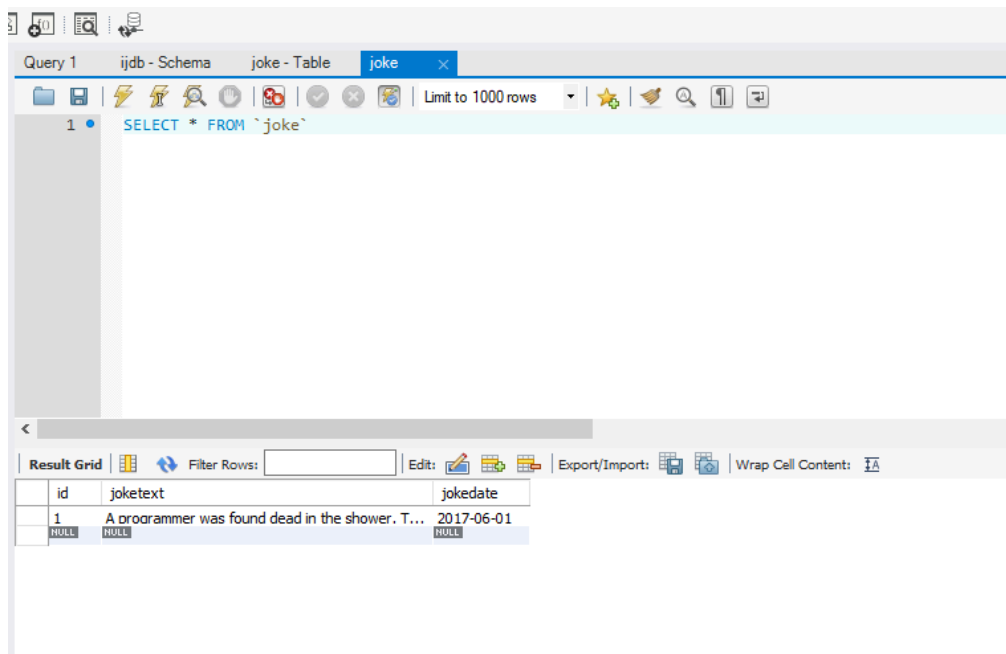 Query 1 ijdb - Schema joke - Table joke
Limit to 1000 rows
1 SELECT * FROM `joke`
Result Grid Filter Rows: Edit: Export/Import: Wrap Cell Content:
id joketext jokedate
1 A programmer was found dead in the shower. T... 2017-06-01
NULL NULL NULL